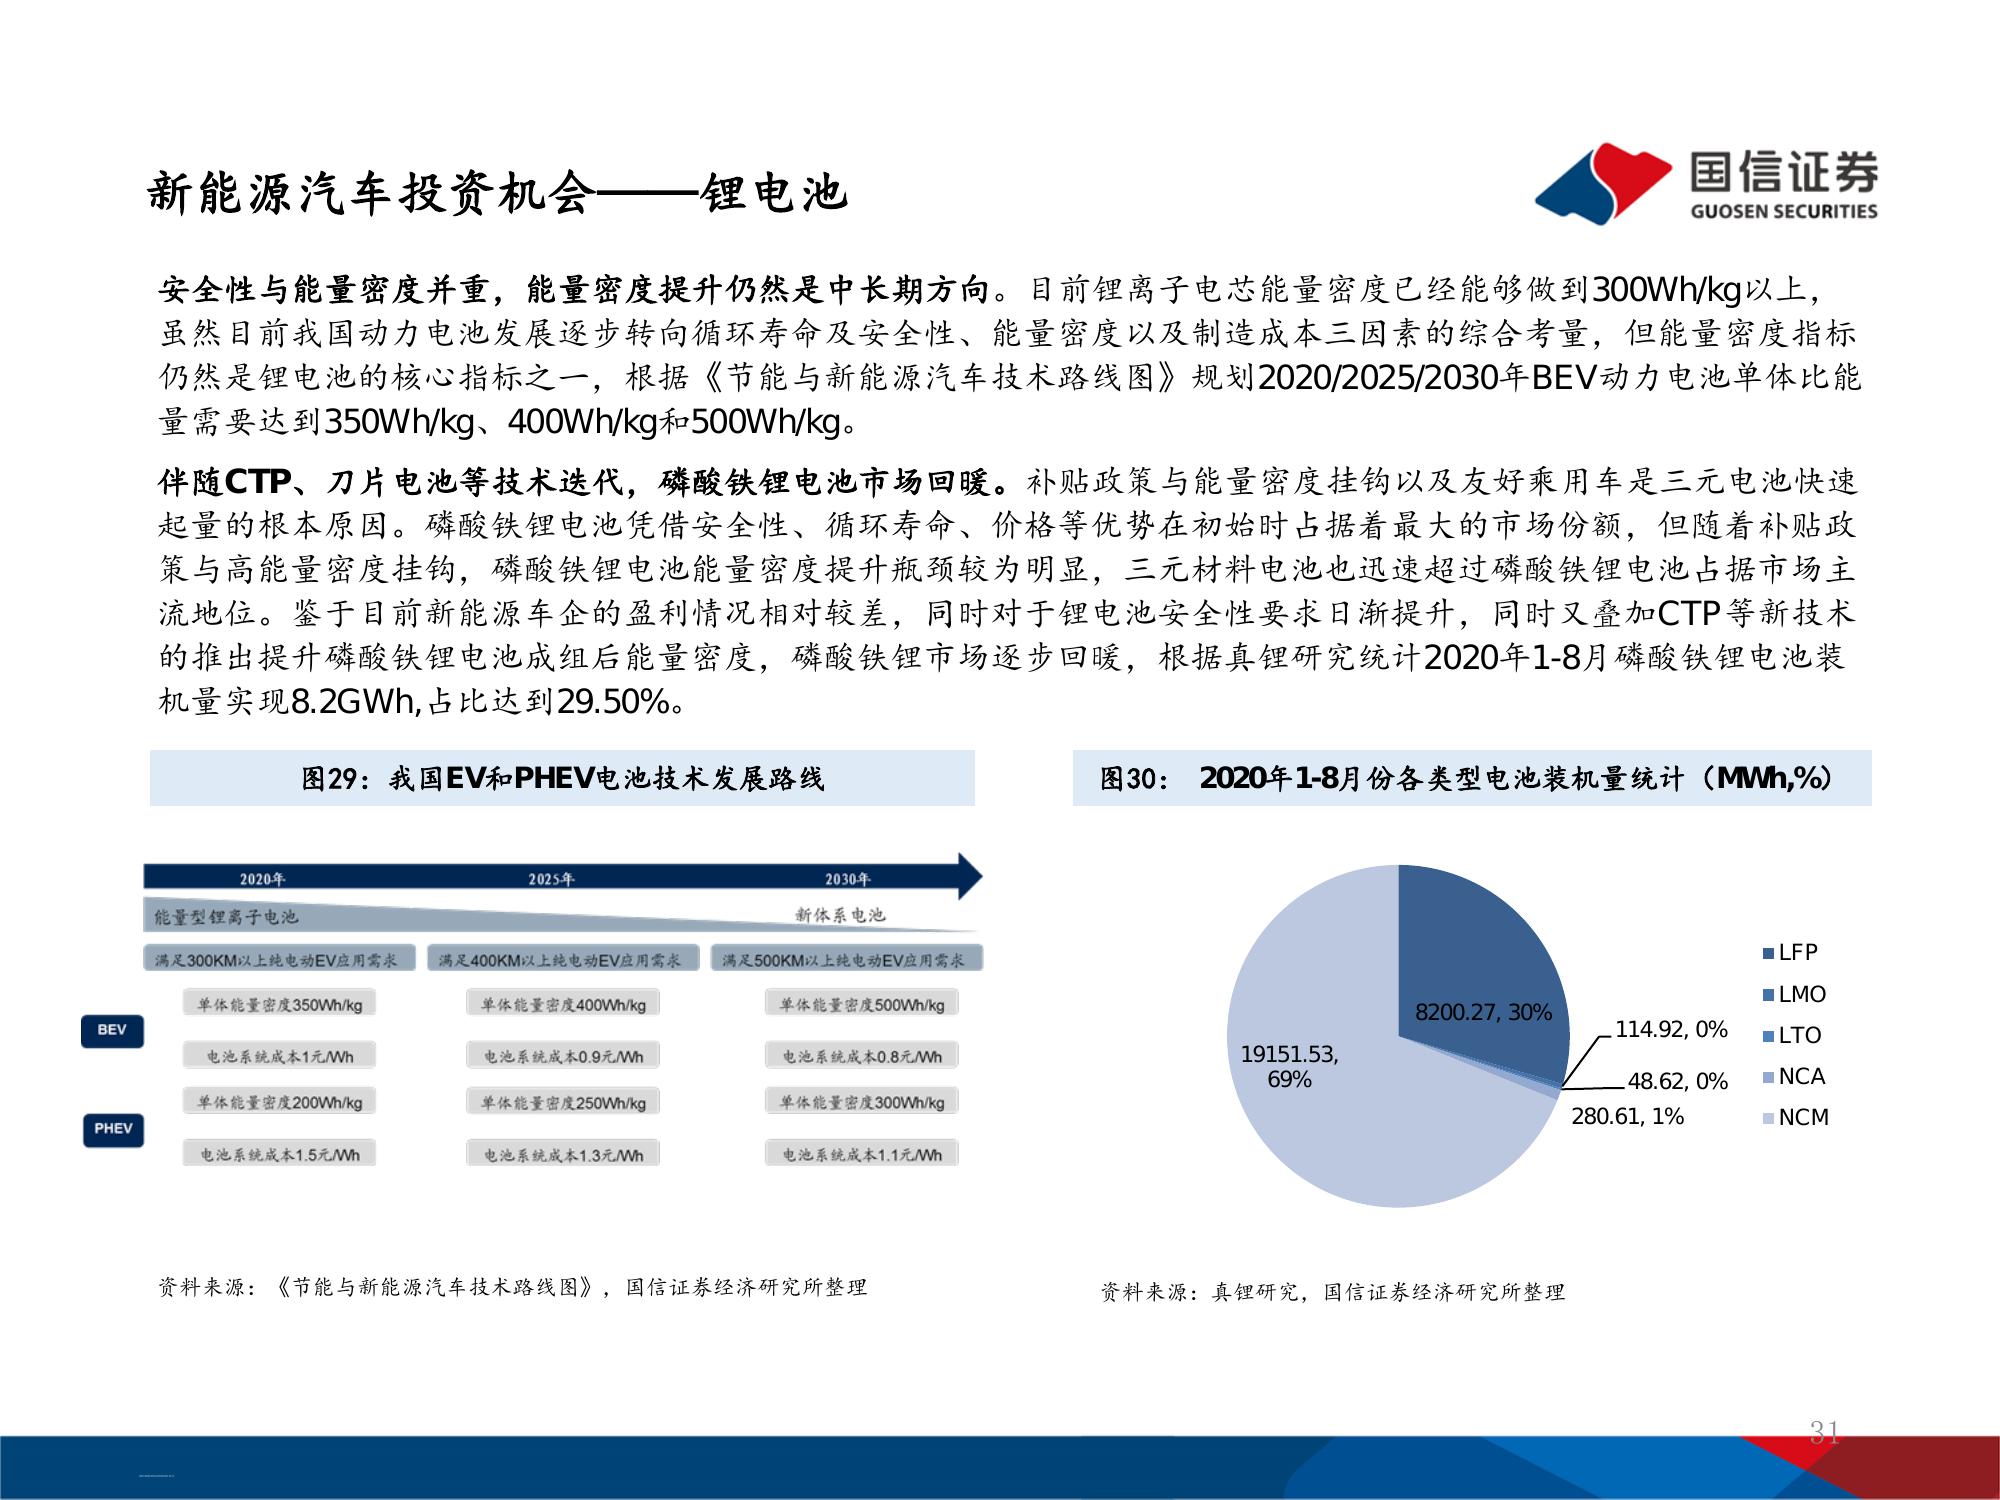 新能源汽车投资机会——锂电池
国信证券
GUOSEN SECURITIES
安全性与能量密度并重，能量密度提升仍然是中长期方向。目前锂离子电芯能量密度已经能够做到300Wh/kg以上，
虽然目前我国动力电池发展逐步转向循环寿命及安全性、能量密度以及制造成本三因素的综合考量，但能量密度指标
仍然是锂电池的核心指标之一，根据《节能与新能源汽车技术路线图》规划2020/2025/2030年BEV动力电池单体比能
量需要达到350Wh/kg、400Wh/kg和500Wh/kg。
伴随CTP、刀片电池等技术迭代，磷酸铁锂电池市场回暖。补贴政策与能量密度挂钩以及友好乘用车是三元电池快速
起量的根本原因。磷酸铁锂电池凭借安全性、循环寿命、价格等优势在初始时占据着最大的市场份额，但随着补贴政
策与高能量密度挂钩，磷酸铁锂电池能量密度提升瓶颈较为明显，三元材料电池也迅速超过磷酸铁锂电池占据市场主
流地位。鉴于目前新能源车企的盈利情况相对较差，同时对于锂电池安全性要求日渐提升，同时又叠加CTP等新技术
的推出提升磷酸铁锂电池成组后能量密度，磷酸铁锂市场逐步回暖，根据真锂研究统计2020年1-8月磷酸铁锂电池装
机量实现8.2GWh,占比达到29.50%。
图29：我国EV和PHEV电池技术发展路线
2020年 2025年 2030年
能量型锂离子电池 新体系电池
满足300KM以上纯电动EV应用需求 满足400KM以上纯电动EV应用需求 满足500KM以上纯电动EV应用需求
单体能量密度350Wh/kg 单体能量密度400Wh/kg 单体能量密度500Wh/kg
BEV
电池系统成本1元/Wh 电池系统成本0.9元/Wh 电池系统成本0.8元/Wh
单体能量密度200Wh/kg 单体能量密度250Wh/kg 单体能量密度300Wh/kg
PHEV
电池系统成本1.5元/Wh 电池系统成本1.3元/Wh 电池系统成本1.1元/Wh
资料来源：《节能与新能源汽车技术路线图》，国信证券经济研究所整理
图30： 2020年1-8月份各类型电池装机量统计（MWh,%）
8200.27, 30%
114.92, 0%
48.62, 0%
280.61, 1%
19151.53,
69%
LFP
LMO
LTO
NCA
NCM
资料来源：真锂研究，国信证券经济研究所整理
31